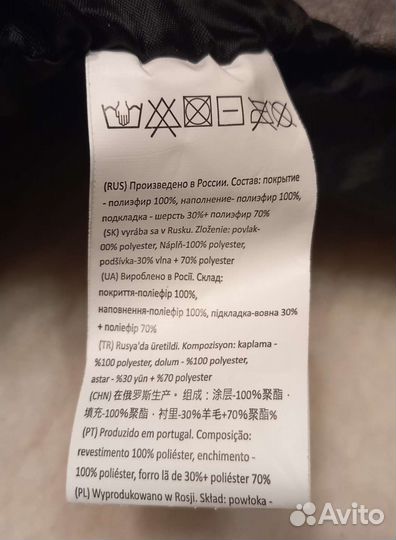 (RUS) Произведено в России. Состав: покрытие
- полиэфир 100%, наполнение- полиэфир 100%,
подкладка - шерсть 30%+ полиэфир 70%
(SK) vyrába sa v Rusku. Zloženie: povlak-
00% polyester, Náplň-100% polyester,
podšívka-30% vlna + 70% polyester
(UA) Вироблено в Росії. Склад:
покриття-поліефір 100%,
наповнення-поліефір 100%, підкладка-вовна 30%
+ поліефір 70%
(TR) Rusya'da üretildi. Kompozisyon: kaplama -
%100 polyester, dolum - %100 polyester,
astar - %30 yün + %70 polyester
(CHN) 在俄罗斯生产。 组成：涂层-100%聚酯·
填充-100%聚酯· 衬里-30%羊毛+70%聚酯
(PT) Produzido em portugal. Composição:
revestimento 100% poliéster, enchimento -
100% poliéster, forro lã de 30%+ poliéster 70%
(PL) Wyprodukowano w Rosji. Skład: powłoka -
Avito